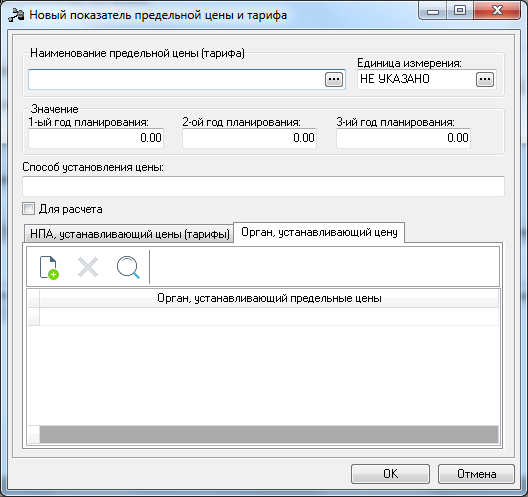 Новый показатель предельной цены и тарифа
Наименование предельной цены (тарифа)
Единица измерения:
НЕ УКАЗАНО
Значение
1-ый год планирования: 2-ой год планирования: 3-ий год планирования:
0.00 0.00 0.00
Способ установления цены:
Для расчета
НПА, устанавливающий цены (тарифы) Орган, устанавливающий цену
Орган, устанавливающий предельные цены
OK Отмена